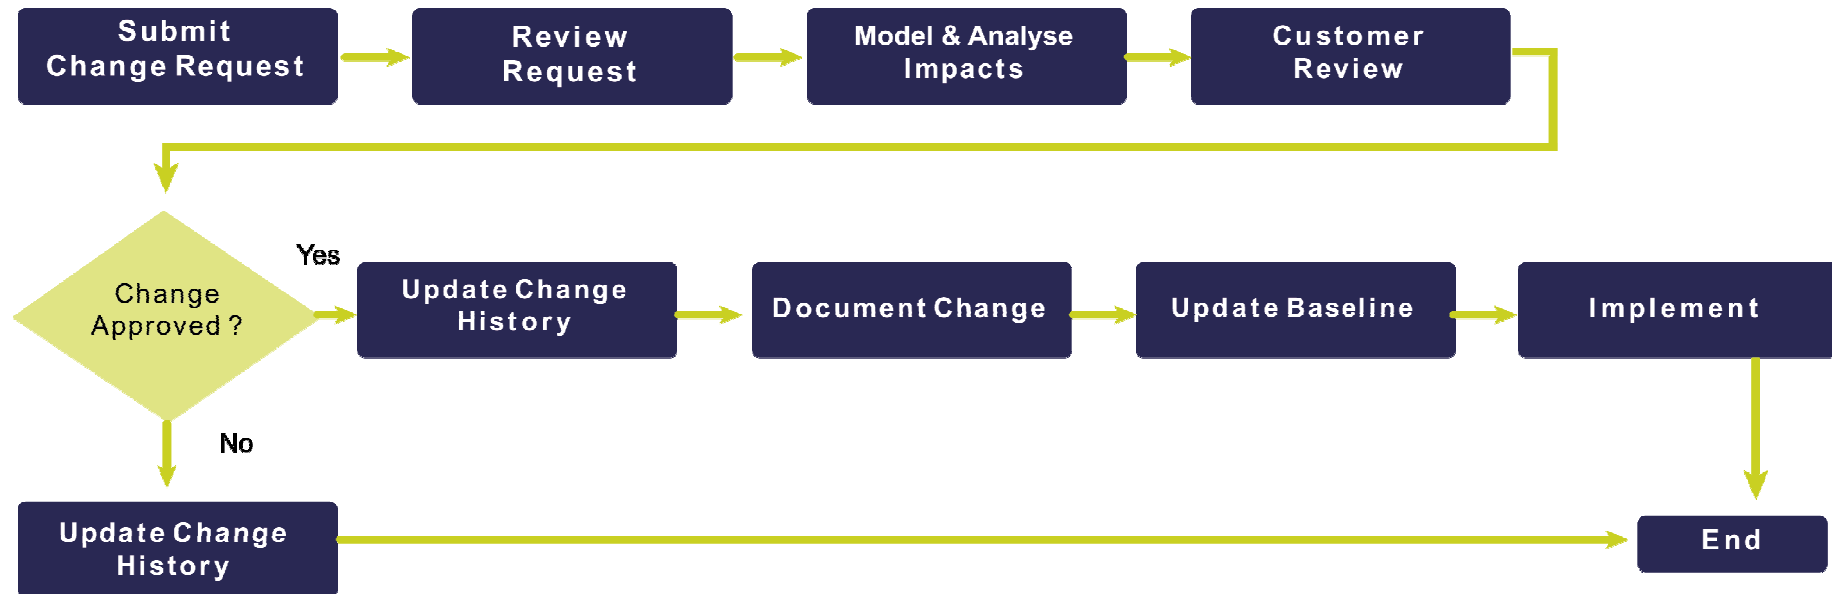 Submit
Change Request
Review
Request
Model & Analyse
Impacts
Customer
Review
Change
Approved ?
Yes
Update Change
History
Document Change
Update Baseline
Implement
No
Update Change
History
End